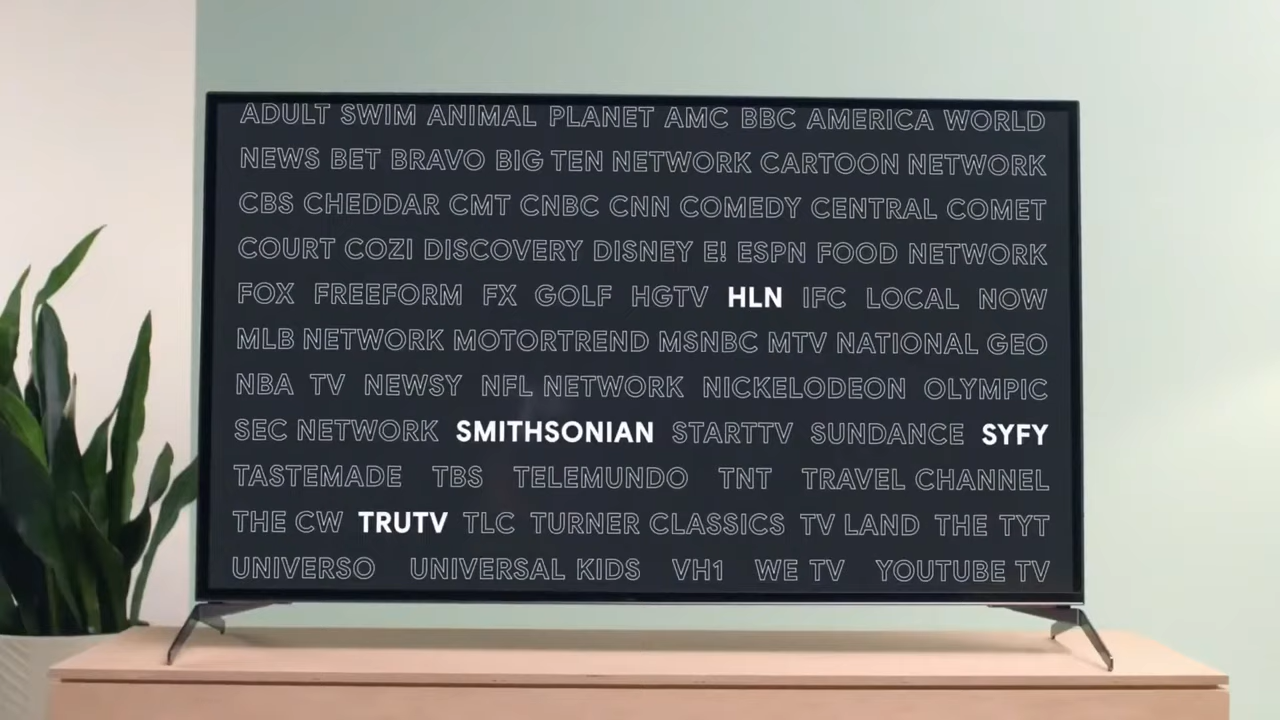 ADULT SWIM ANIMAL PLANET AMC BBC AMERICA WORLD
NEWS BET BRAVO BIG TEN NETWORK CARTOON NETWORK
CBS CHEDDAR CMT CNBC CNN COMEDY CENTRAL COMET
COURT COZI DISCOVERY DISNEY E! ESPN FOOD NETWORK
FOX FREEFORM FX GOLF HGTV HLN IFC LOCAL NOW
MLB NETWORK MOTORTREND MSNBC MTV NATIONAL GEO
NBA TV NEWSY NFL NETWORK NICKELODEON OLYMPIC
SEC NETWORK SMITHSONIAN STARTTV SUNDANCE SYFY
TASTEMADE TBS TELEMUNDO TNT TRAVEL CHANNEL
THE CW TRUTV TLC TURNER CLASSICS TV LAND THE TYT
UNIVERSO UNIVERSAL KIDS VH1 WE TV YOUTUBE TV